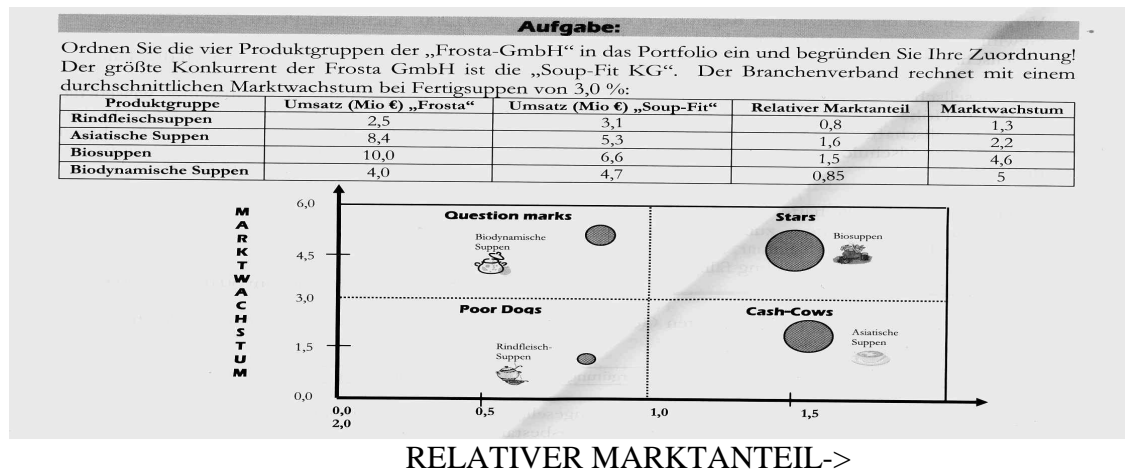 Aufgabe:
Ordnen Sie die vier Produktgruppen der „Frosta-GmbH“ in das Portfolio ein und begründen Sie Ihre Zuordnung!
Der größte Konkurrent der Frosta GmbH ist die „Soup-Fit KG“. Der Branchenverband rechnet mit einem
durchschnittlichen Marktwachstum bei Fertigsuppen von 3,0 %:
Produktgruppe Umsatz (Mio €) „Frosta“ Umsatz (Mio €) „Soup-Fit“ Relativer Marktanteil Marktwachstum
Rindfleischsuppen 2,5 3,1 0,8 1,3
Asiatische Suppen 8,4 5,3 1,6 2,2
Biosuppen 10,0 6,6 1,5 4,6
Biodynamische Suppen 4,0 4,7 0,85 5
MARKTWACHSTUM
6,0
Question marks Stars
Biodynamische
Suppen
Biosuppen
4,5
3,0
Poor Dogs Cash-Cows
Rindfleisch-
Suppen
Asiatische
Suppen
1,5
0,0
0,0 0,5 1,0 1,5
2,0
RELATIVER MARKTANTEIL->